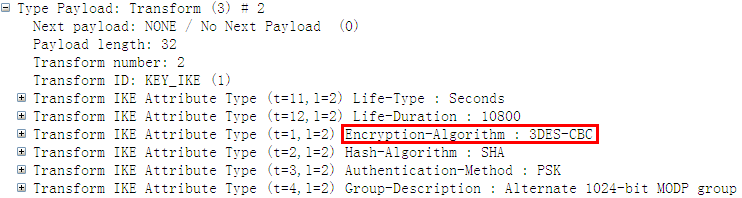 Type Payload: Transform (3) # 2
Next payload: NONE / No Next Payload (0)
Payload length: 32
Transform number: 2
Transform ID: KEY_IKE (1)
Transform IKE Attribute Type (t=11,l=2) Life-Type : Seconds
Transform IKE Attribute Type (t=12,l=2) Life-Duration : 10800
Transform IKE Attribute Type (t=1,l=2) Encryption-Algorithm : 3DES-CBC
Transform IKE Attribute Type (t=2,l=2) Hash-Algorithm : SHA
Transform IKE Attribute Type (t=3,l=2) Authentication-Method : PSK
Transform IKE Attribute Type (t=4,l=2) Group-Description : Alternate 1024-bit MODP group